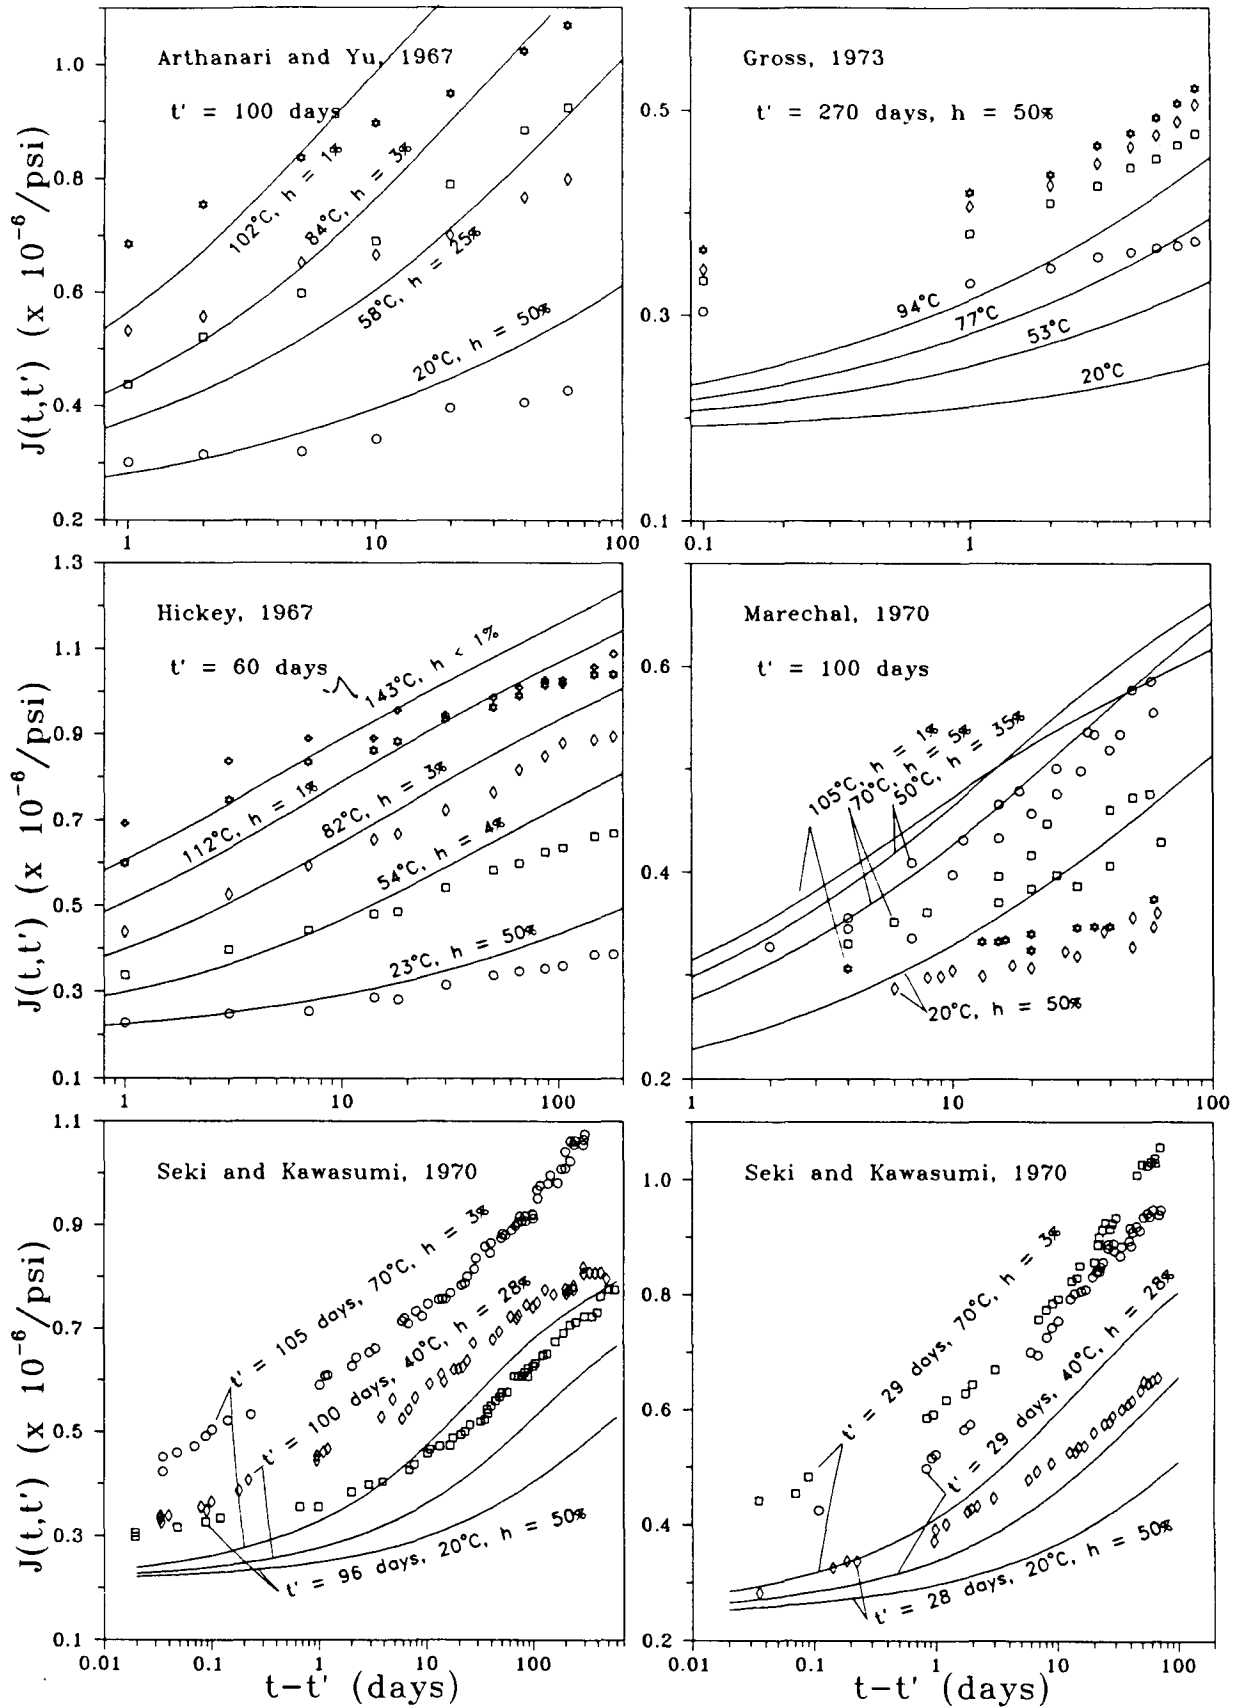 Arthanari and Yu, 1967
t' = 100 days
102°C, h = 1%
84°C, h = 3%
58°C, h = 25%
20°C, h = 50%
J(t,t') (x 10⁻⁶/psi)
1.0
0.8
0.6
0.4
0.2
1
10
100
Gross, 1973
t' = 270 days, h = 50%
94°C
77°C
53°C
20°C
0.5
0.3
0.1
0.1
1
Hickey, 1967
t' = 60 days
143°C, h < 1%
112°C, h = 1%
82°C, h = 3%
54°C, h = 4%
23°C, h = 50%
J(t,t') (x 10⁻⁶/psi)
1.3
1.1
0.9
0.7
0.5
0.3
0.1
1
10
100
Marechal, 1970
t' = 100 days
105°C, h = 1%
70°C, h = 5%
50°C, h = 35%
20°C, h = 50%
0.6
0.4
0.2
1
10
100
Seki and Kawasumi, 1970
t' = 105 days, 70°C, h = 3%
t' = 100 days, 40°C, h = 28%
t' = 96 days, 20°C, h = 50%
J(t,t') (x 10⁻⁶/psi)
1.1
0.9
0.7
0.5
0.3
0.1
0.01
0.1
1
10
100
t-t' (days)
Seki and Kawasumi, 1970
t' = 29 days, 70°C, h = 3%
t' = 29 days, 40°C, h = 28%
t' = 28 days, 20°C, h = 50%
1.0
0.8
0.6
0.4
0.2
0.01
0.1
1
10
100
t-t' (days)